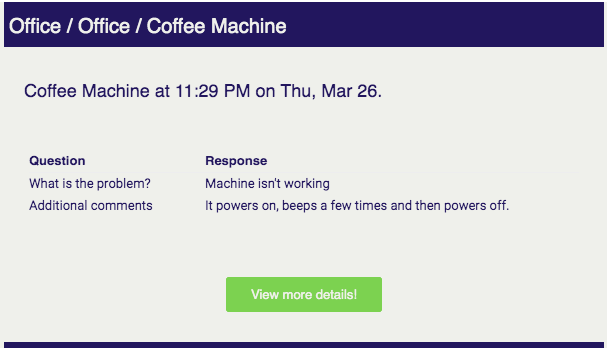 Office / Office / Coffee Machine
Coffee Machine at 11:29 PM on Thu, Mar 26.
Question Response
What is the problem? Machine isn't working
Additional comments It powers on, beeps a few times and then powers off.
View more details!